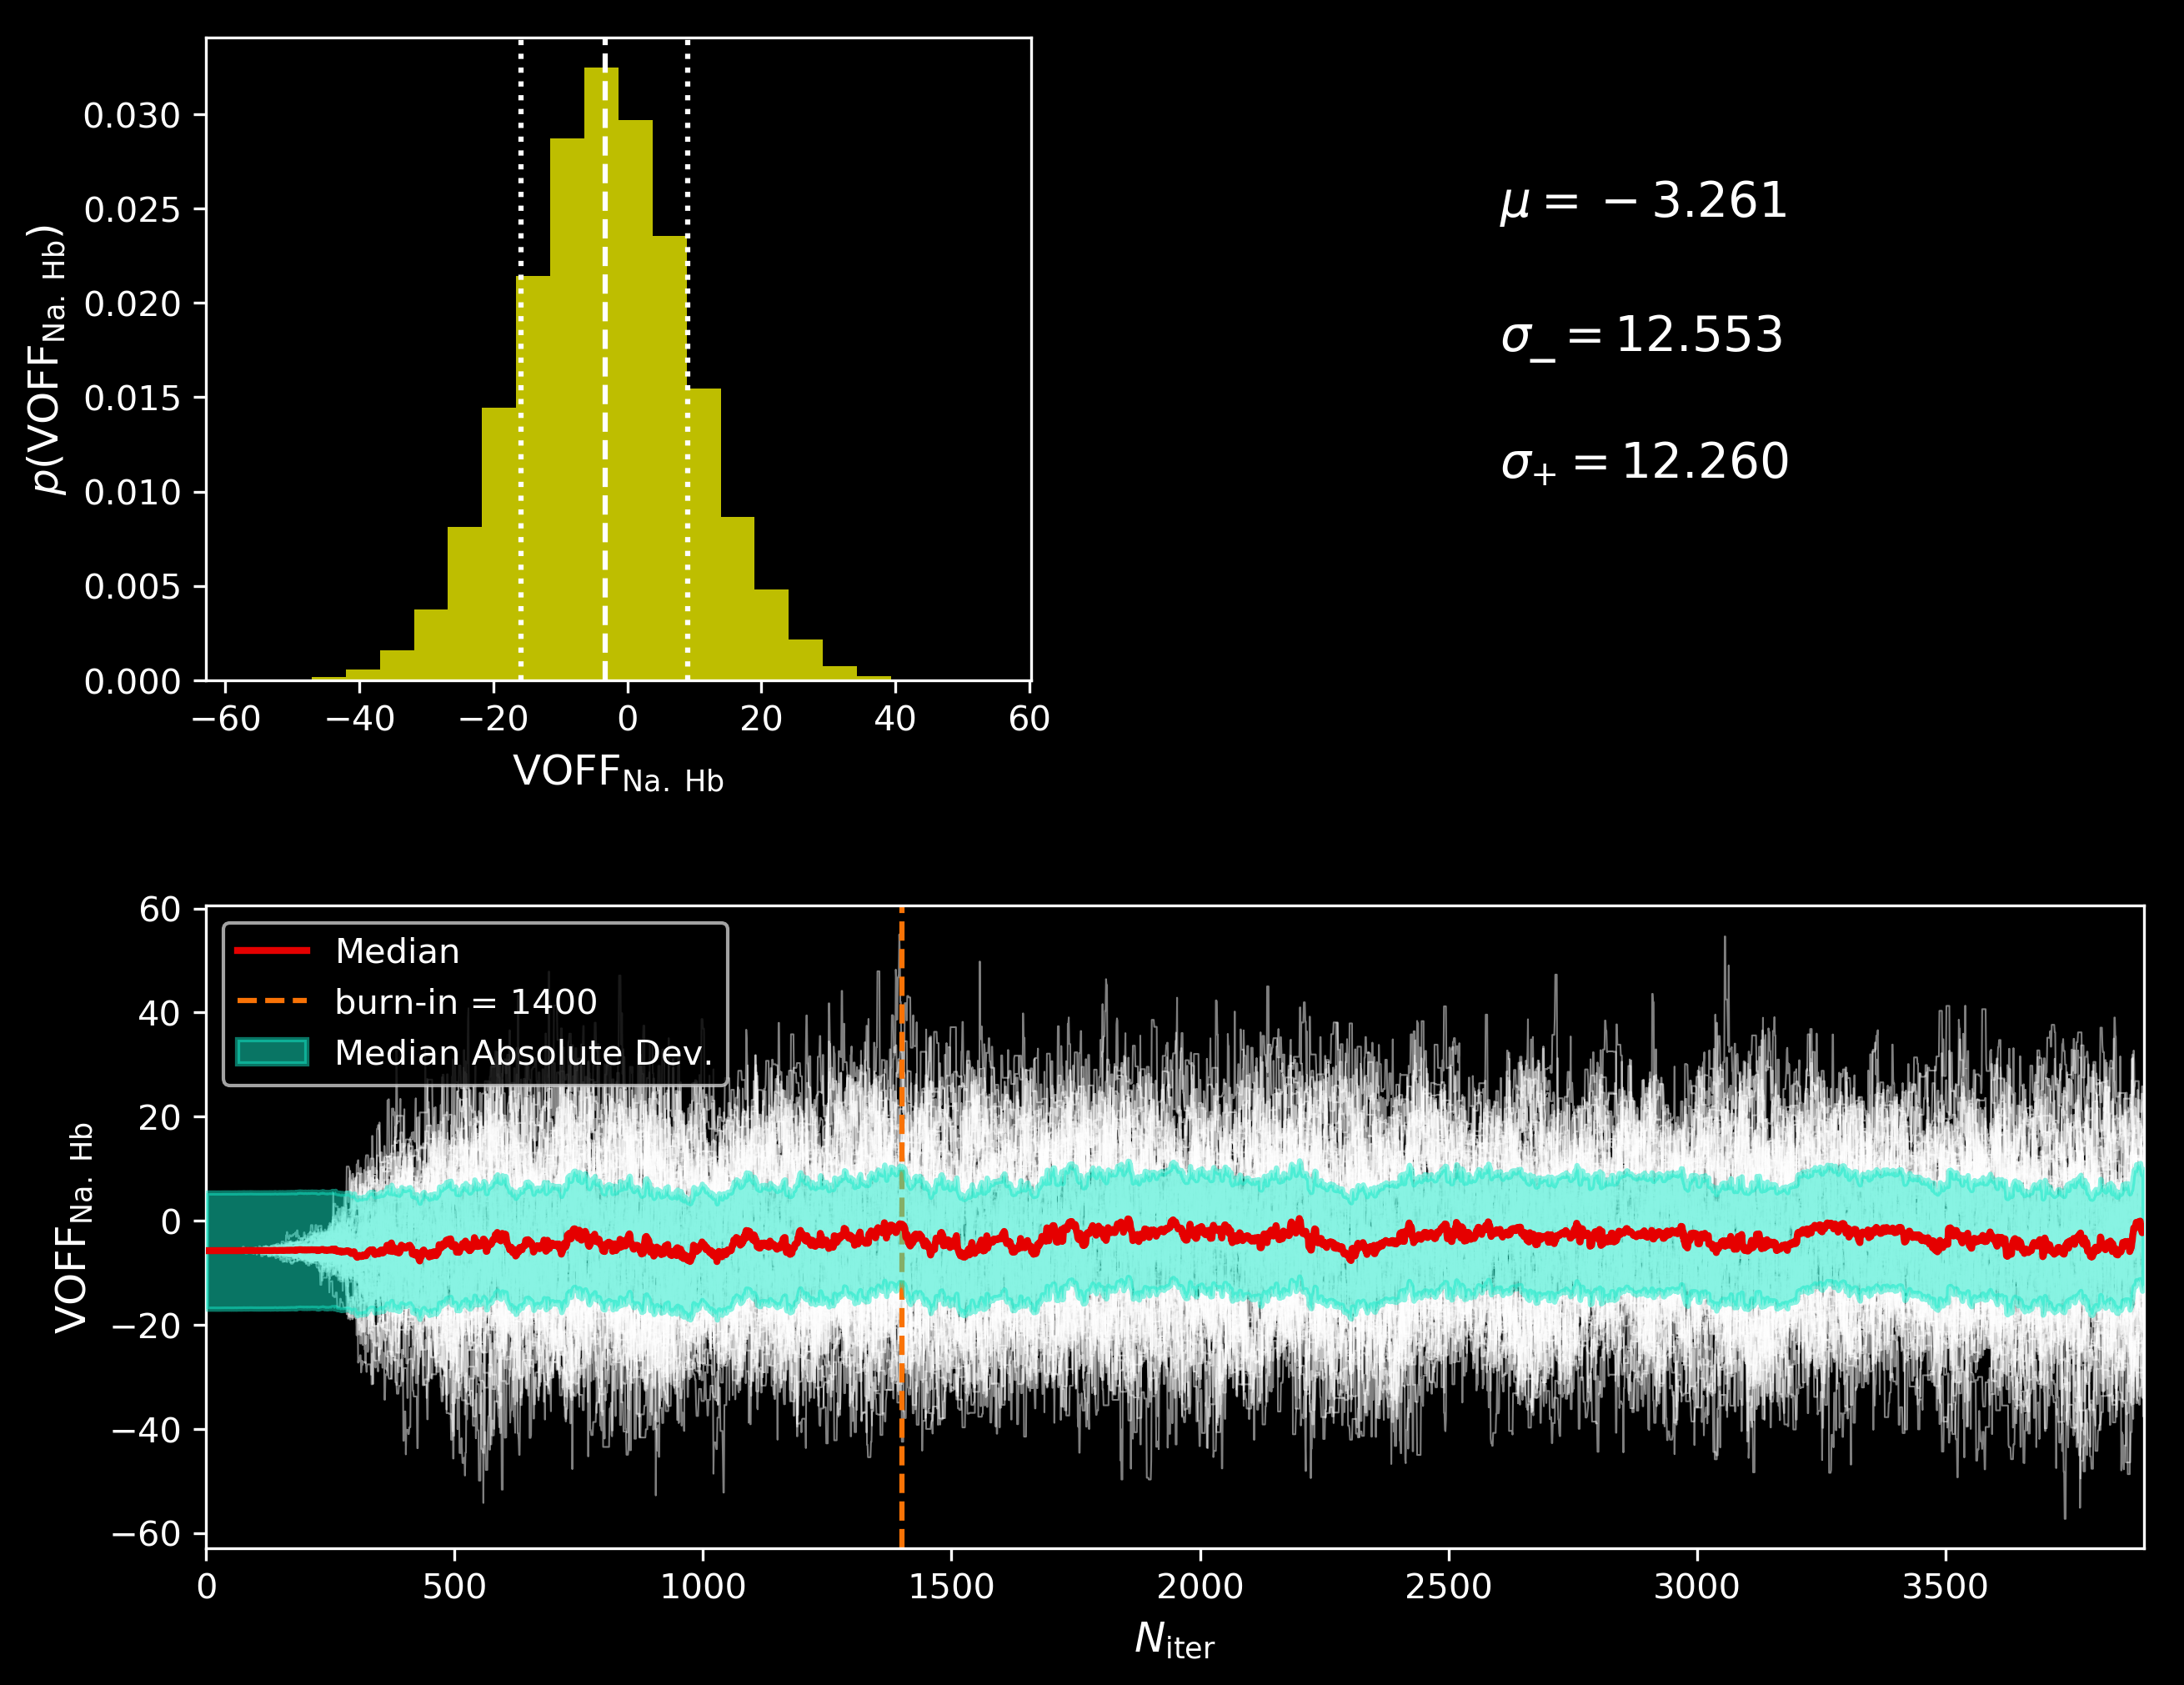 0.030
0.025
0.020
0.015
0.010
0.005
0.000
p(VOFF_Na. Hb)
−60 −40 −20 0 20 40 60
VOFF_Na. Hb
μ = − 3.261
σ_− = 12.553
σ_+ = 12.260
60
40
20
0
−20
−40
−60
VOFF_Na. Hb
Median
burn-in = 1400
Median Absolute Dev.
0 500 1000 1500 2000 2500 3000 3500
N_iter